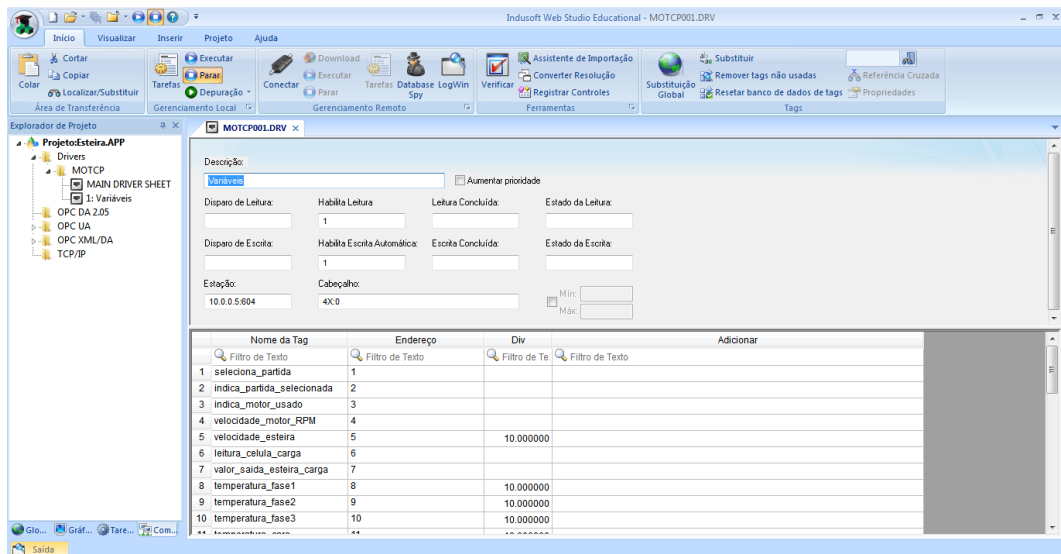 Indusoft Web Studio Educational - MOTCP001.DRV
Início Visualizar Inserir Projeto Ajuda
Colar
Cortar
Copiar
Localizar/Substituir
Área de Transferência
Tarefas
Executar
Parar
Depuração
Gerenciamento Local
Conectar
Download
Executar
Parar
Tarefas
Database Spy
LogWin
Gerenciamento Remoto
Verificar
Assistente de Importação
Converter Resolução
Registrar Controles
Ferramentas
Substituição Global
Substituir
Remover tags não usadas
Resetar banco de dados de tags
Referência Cruzada
Propriedades
Tags
Explorador de Projeto
Projeto:Esteira.APP
Drivers
MOTCP
MAIN DRIVER SHEET
1: Variáveis
OPC DA 2.05
OPC UA
OPC XML/DA
TCP/IP
Glo... Gráf... Tare... Com...
Saída
MOTCP001.DRV
Descrição:
Variáveis
Aumentar prioridade
Disparo de Leitura: Habilita Leitura Leitura Concluída: Estado da Leitura:
1
Disparo de Escrita: Habilita Escrita Automática: Escrita Concluída: Estado da Escrita:
1
Estação: Cabeçalho:
10.0.0.5:604 4X:0
Mín:
Máx:
Nome da Tag Endereço Div Adicionar
Filtro de Texto Filtro de Texto Filtro de Te: Filtro de Texto
1 seleciona_partida 1
2 indica_partida_selecionada 2
3 indica_motor_usado 3
4 velocidade_motor_RPM 4
5 velocidade_esteira 5 10.000000
6 leitura_celula_carga 6
7 valor_saida_esteira_carga 7
8 temperatura_fase1 8 10.000000
9 temperatura_fase2 9 10.000000
10 temperatura_fase3 10 10.000000